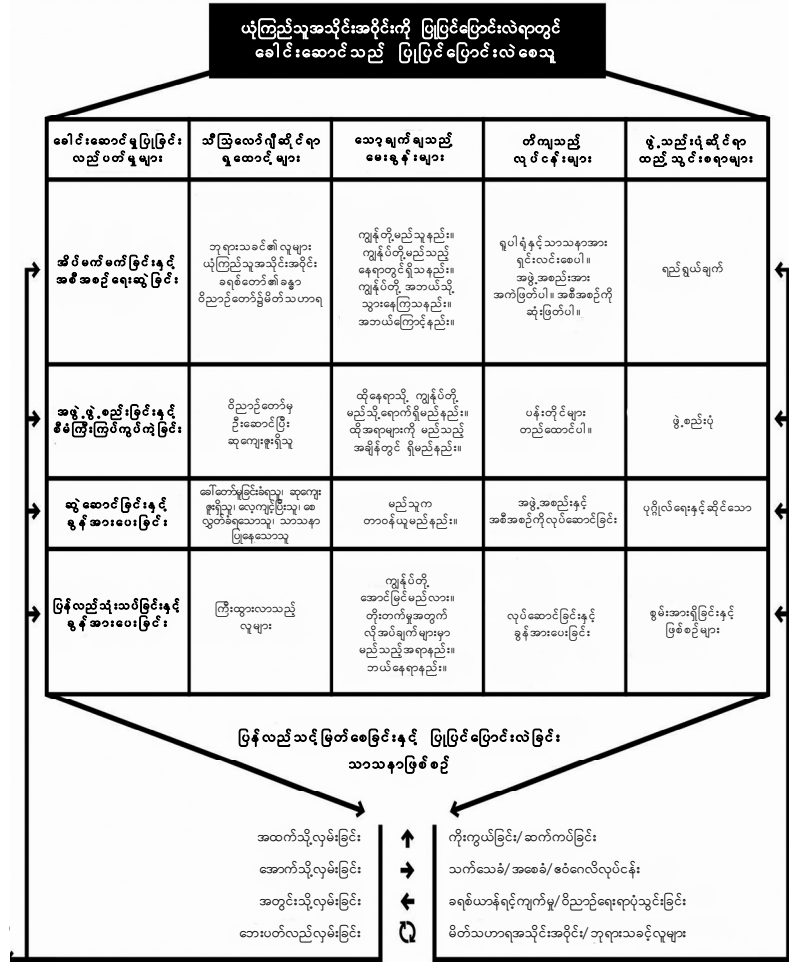 ယုံကြည်သူအသိုင်းအဝိုင်းကို ပြုပြင်ပြောင်းလဲရာတွင်
ခေါင်းဆောင်သည် ပြုပြင်ပြောင်းလဲစေသူ
ခေါင်းဆောင်မှုပြုခြင်း
လည်ပတ်မှုများ
သီဩလော်ဂျီဆိုင်ရာ
ရှုထောင့်များ
သော့ချက်ချသည့်
မေးခွန်းများ
တိကျသည့်
လုပ်ငန်းများ
ဖွဲ့သည်းပုံဆိုင်ရာ
ထည့်သွင်းစရာများ
အိပ်မက်မက်ခြင်းနှင့်
အစီအစဉ်ရေးဆွဲခြင်း
ဘုရားသခင်၏လူများ
ယုံကြည်သူအသိုင်းအဝိုင်း
ခရစ်တော်၏ခန္ဓာ
ဝိညာဉ်တော်၌မိတ်သဟာရ
ကျွန်ုတို့မည်သူနည်း။
ကျွန်ုပ်တို့မည်သည့်
နေရာတွင်ရှိသနည်း။
ကျွန်ုပ်တို့ အဘယ်သို့
သွားနေကြသနည်း။
အဘယ်ကြောင့်နည်း။
ရူပါရုံနှင့်သာသနာအား
ရှင်းလင်းစေပါ။
အဖွဲ့အစည်းအား
အကဲဖြတ်ပါ။ အစီအစဉ်ကို
ဆုံးဖြတ်ပါ။
ရည်ရွယ်ချက်
အဖွဲ့ဖွဲ့စည်းခြင်းနှင့်
စီမံကြီးကြပ်ကွပ်ကဲခြင်း
ဝိညာဉ်တော်မှ
ဦးဆောင်ပြီး
ဆုကျေးဇူးရှိသူ
ထိုနေရာသို့ ကျွန်ုပ်တို့
မည်သို့ရောက်ရှိမည်နည်း။
ထိုအရာများကို မည်သည့်
အချိန်တွင် ရှိမည်နည်း။
ပန်းတိုင်များ
တည်ထောင်ပါ။
ဖွဲ့စည်းပုံ
ဆွဲဆောင်ခြင်းနှင့်
ခွန်အားပေးခြင်း
ခေါ်တော်မူခြင်းခံရသူ၊ ဆုကျေး
ဇူးရှိသူ၊ လေ့ကျင့်ပြီးသူ၊ စေ
လွှတ်ခံရသောသူ၊ သာသနာ
ပြုနေသောသူ
မည်သူက
တာဝန်ယူမည်နည်း။
အဖွဲ့အစည်းနှင့်
အစီအစဉ်ကိုလုပ်ဆောင်ခြင်း
ပုဂ္ဂိုလ်ရေးနှင့်ဆိုင်သော
ပြန်လည်သုံးသပ်ခြင်းနှင့်
ခွန်အားပေးခြင်း
ကြီးထွားလာသည့်
လူများ
ကျွန်ုပ်တို့
အောင်မြင်မည်လား။
တိုးတက်မှုအတွက်
လိုအပ်ချက်များမှာ
မည်သည့်အရာနည်း။
ဘယ်နေရာနည်း။
လုပ်ဆောင်ခြင်းနှင့်
ခွန်အားပေးခြင်း
စွမ်းအားရှိခြင်းနှင့်
ဖြစ်စဉ်များ
ပြန်လည်သင့်မြတ်စေခြင်းနှင့် ပြုပြင်ပြောင်းလဲခြင်း
သာသနာဖြစ်စဉ်
အထက်သို့လှမ်းခြင်း ကိုးကွယ်ခြင်း/ဆက်ကပ်ခြင်း
အောက်သို့လှမ်းခြင်း သက်သေခံ/အစေခံ/ဧဝံဂေလိလုပ်ငန်း
အတွင်းသို့လှမ်းခြင်း ခရစ်ယာန်ရင့်ကျက်မှု/ဝိညာဉ်ရေးရာပုံသွင်းခြင်း
ဘေးပတ်လည်လှမ်းခြင်း မိတ်သဟာရအသိုင်းအဝိုင်း/ဘုရားသခင့်လူများ